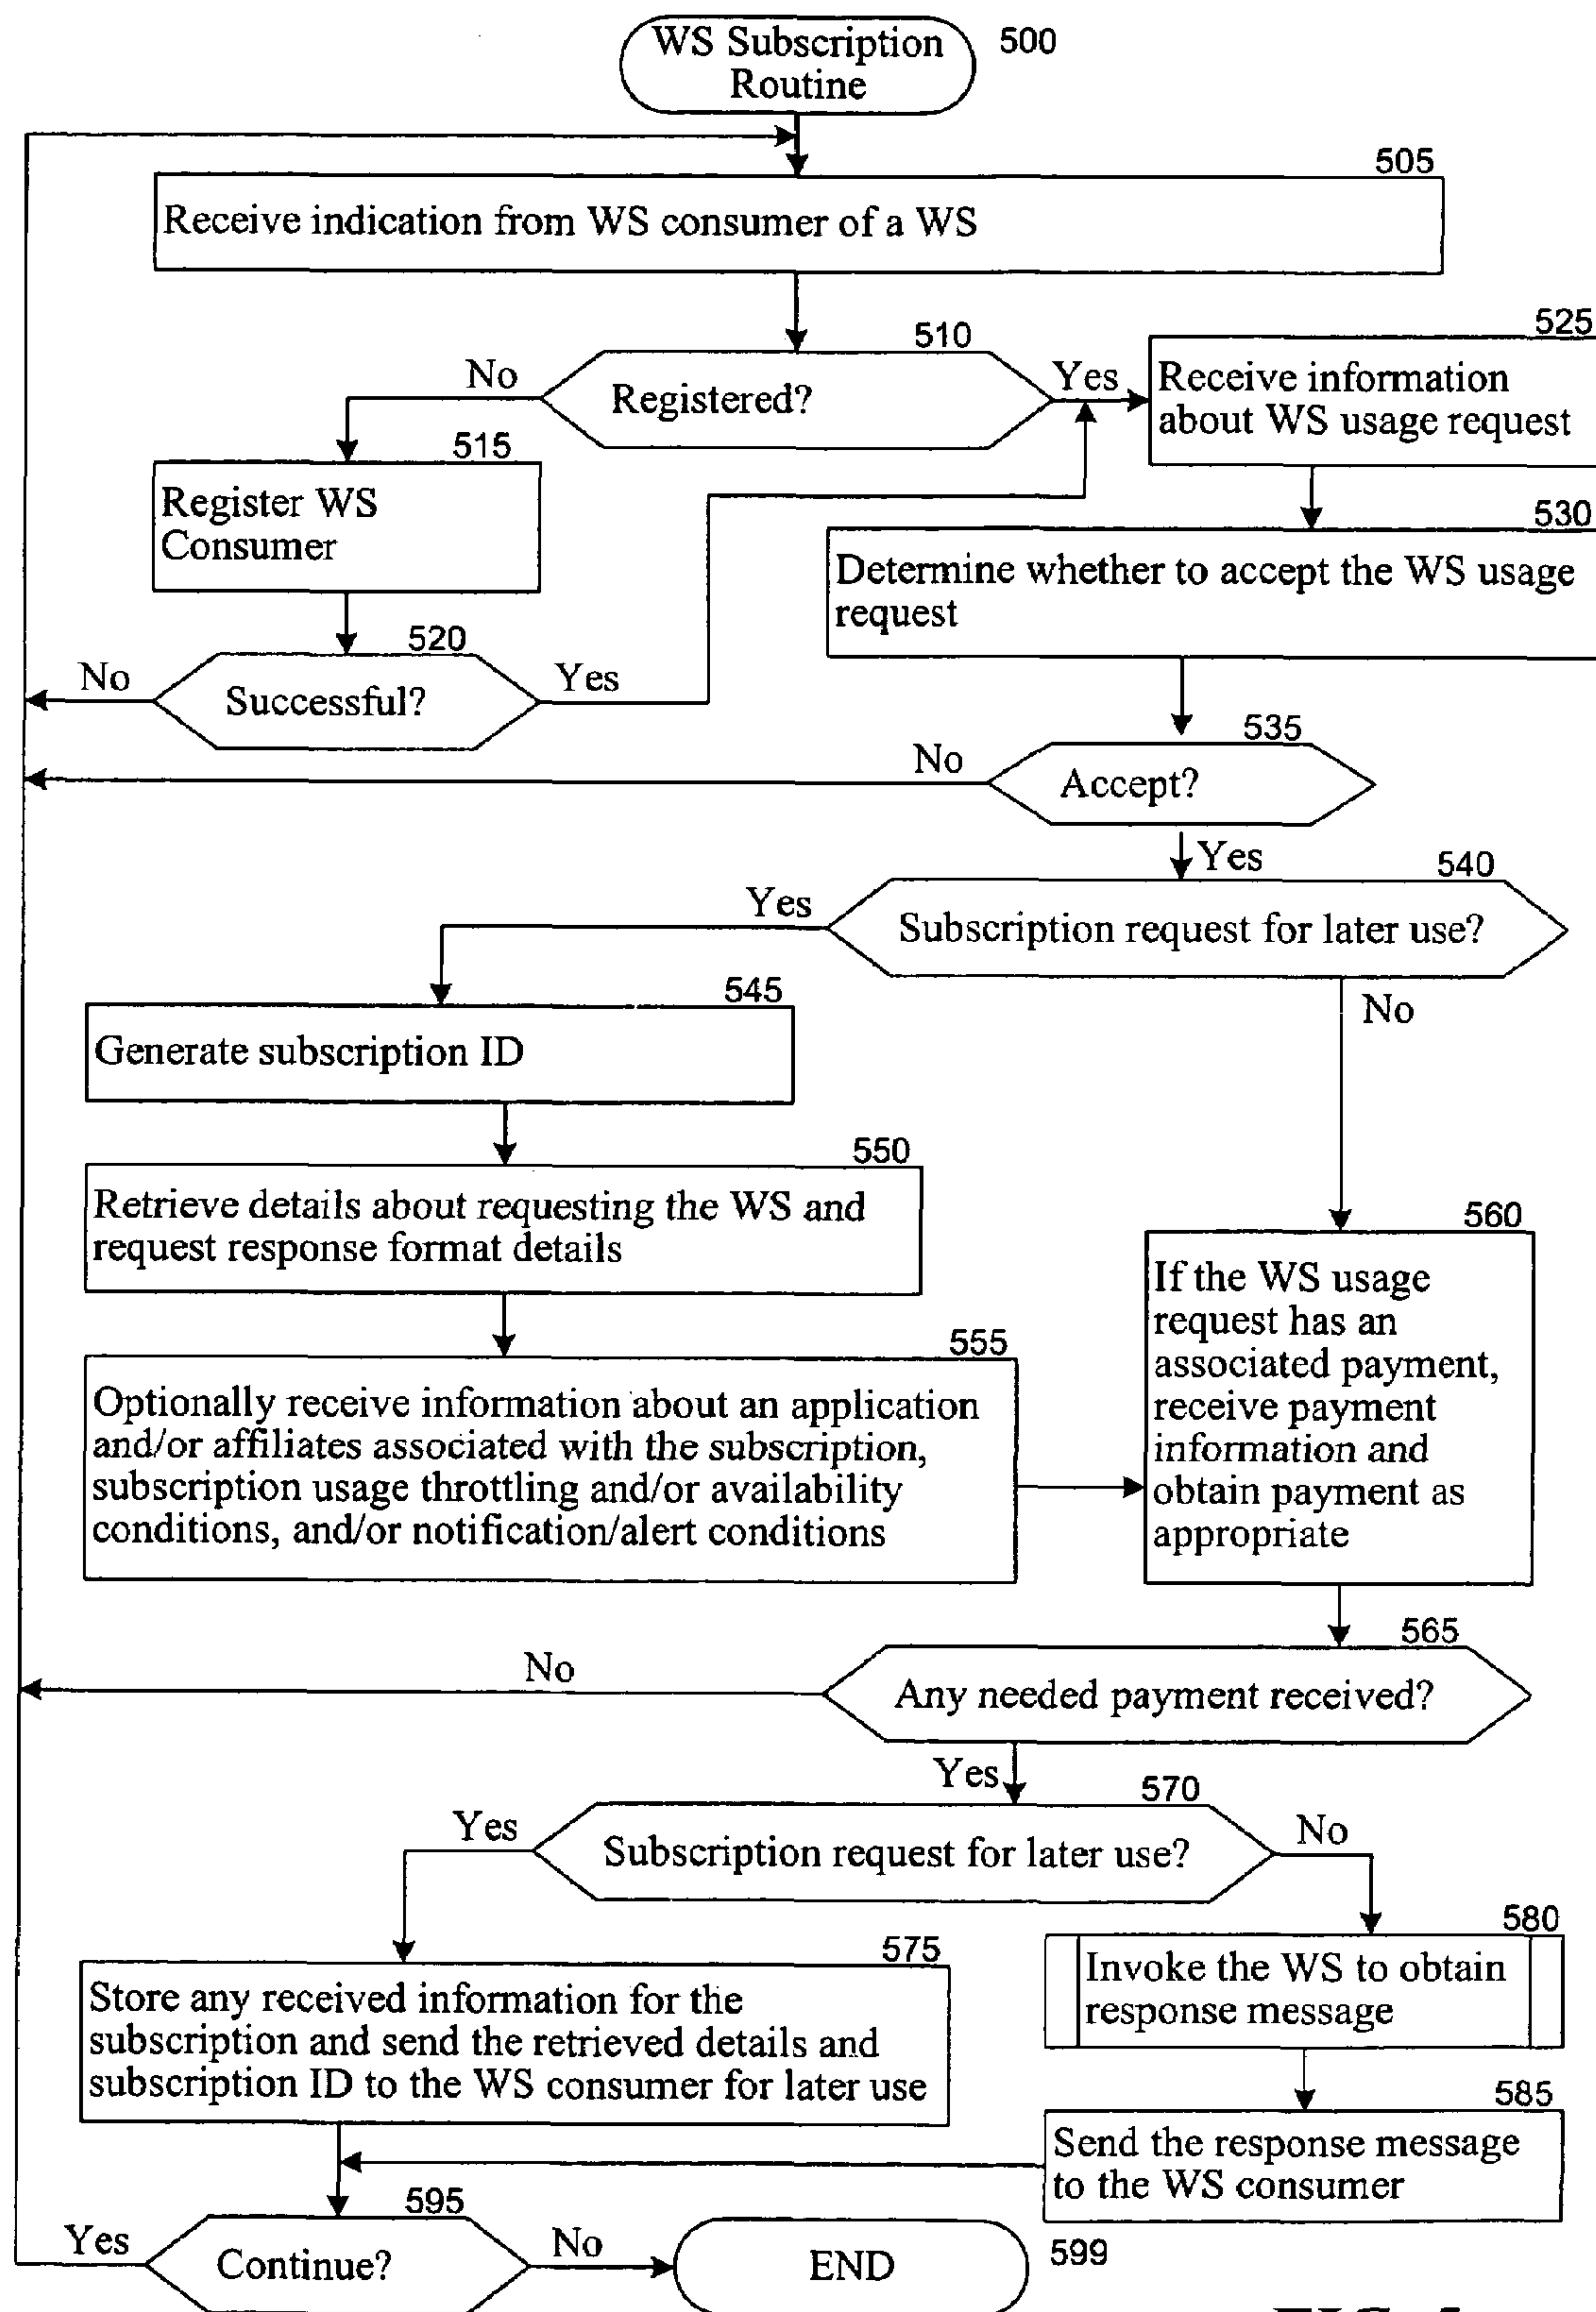 WS Subscription
Routine
500
505
Receive indication from WS consumer of a WS
510
Registered?
No
Yes
525
Receive information
about WS usage request
515
Register WS
Consumer
530
Determine whether to accept the WS usage
request
520
Successful?
No
Yes
535
Accept?
No
Yes
540
Subscription request for later use?
Yes
No
545
Generate subscription ID
550
Retrieve details about requesting the WS and
request response format details
555
Optionally receive information about an application
and/or affiliates associated with the subscription,
subscription usage throttling and/or availability
conditions, and/or notification/alert conditions
560
If the WS usage
request has an
associated payment,
receive payment
information and
obtain payment as
appropriate
565
Any needed payment received?
No
Yes
570
Subscription request for later use?
Yes
No
575
Store any received information for the
subscription and send the retrieved details and
subscription ID to the WS consumer for later use
580
Invoke the WS to obtain
response message
585
Send the response message
to the WS consumer
595
Continue?
Yes
No
END
599